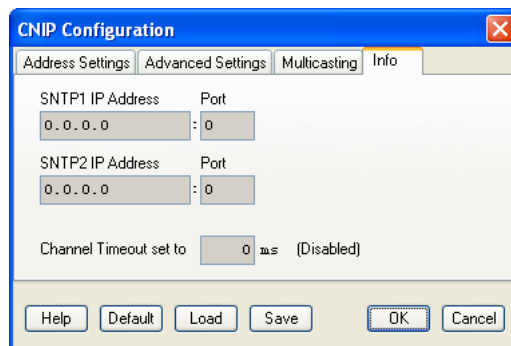 CNIP Configuration
Address Settings Advanced Settings Multicasting Info
SNTP1 IP Address Port
0.0.0.0 : 0
SNTP2 IP Address Port
0.0.0.0 : 0
Channel Timeout set to 0 ms (Disabled)
Help Default Load Save OK Cancel